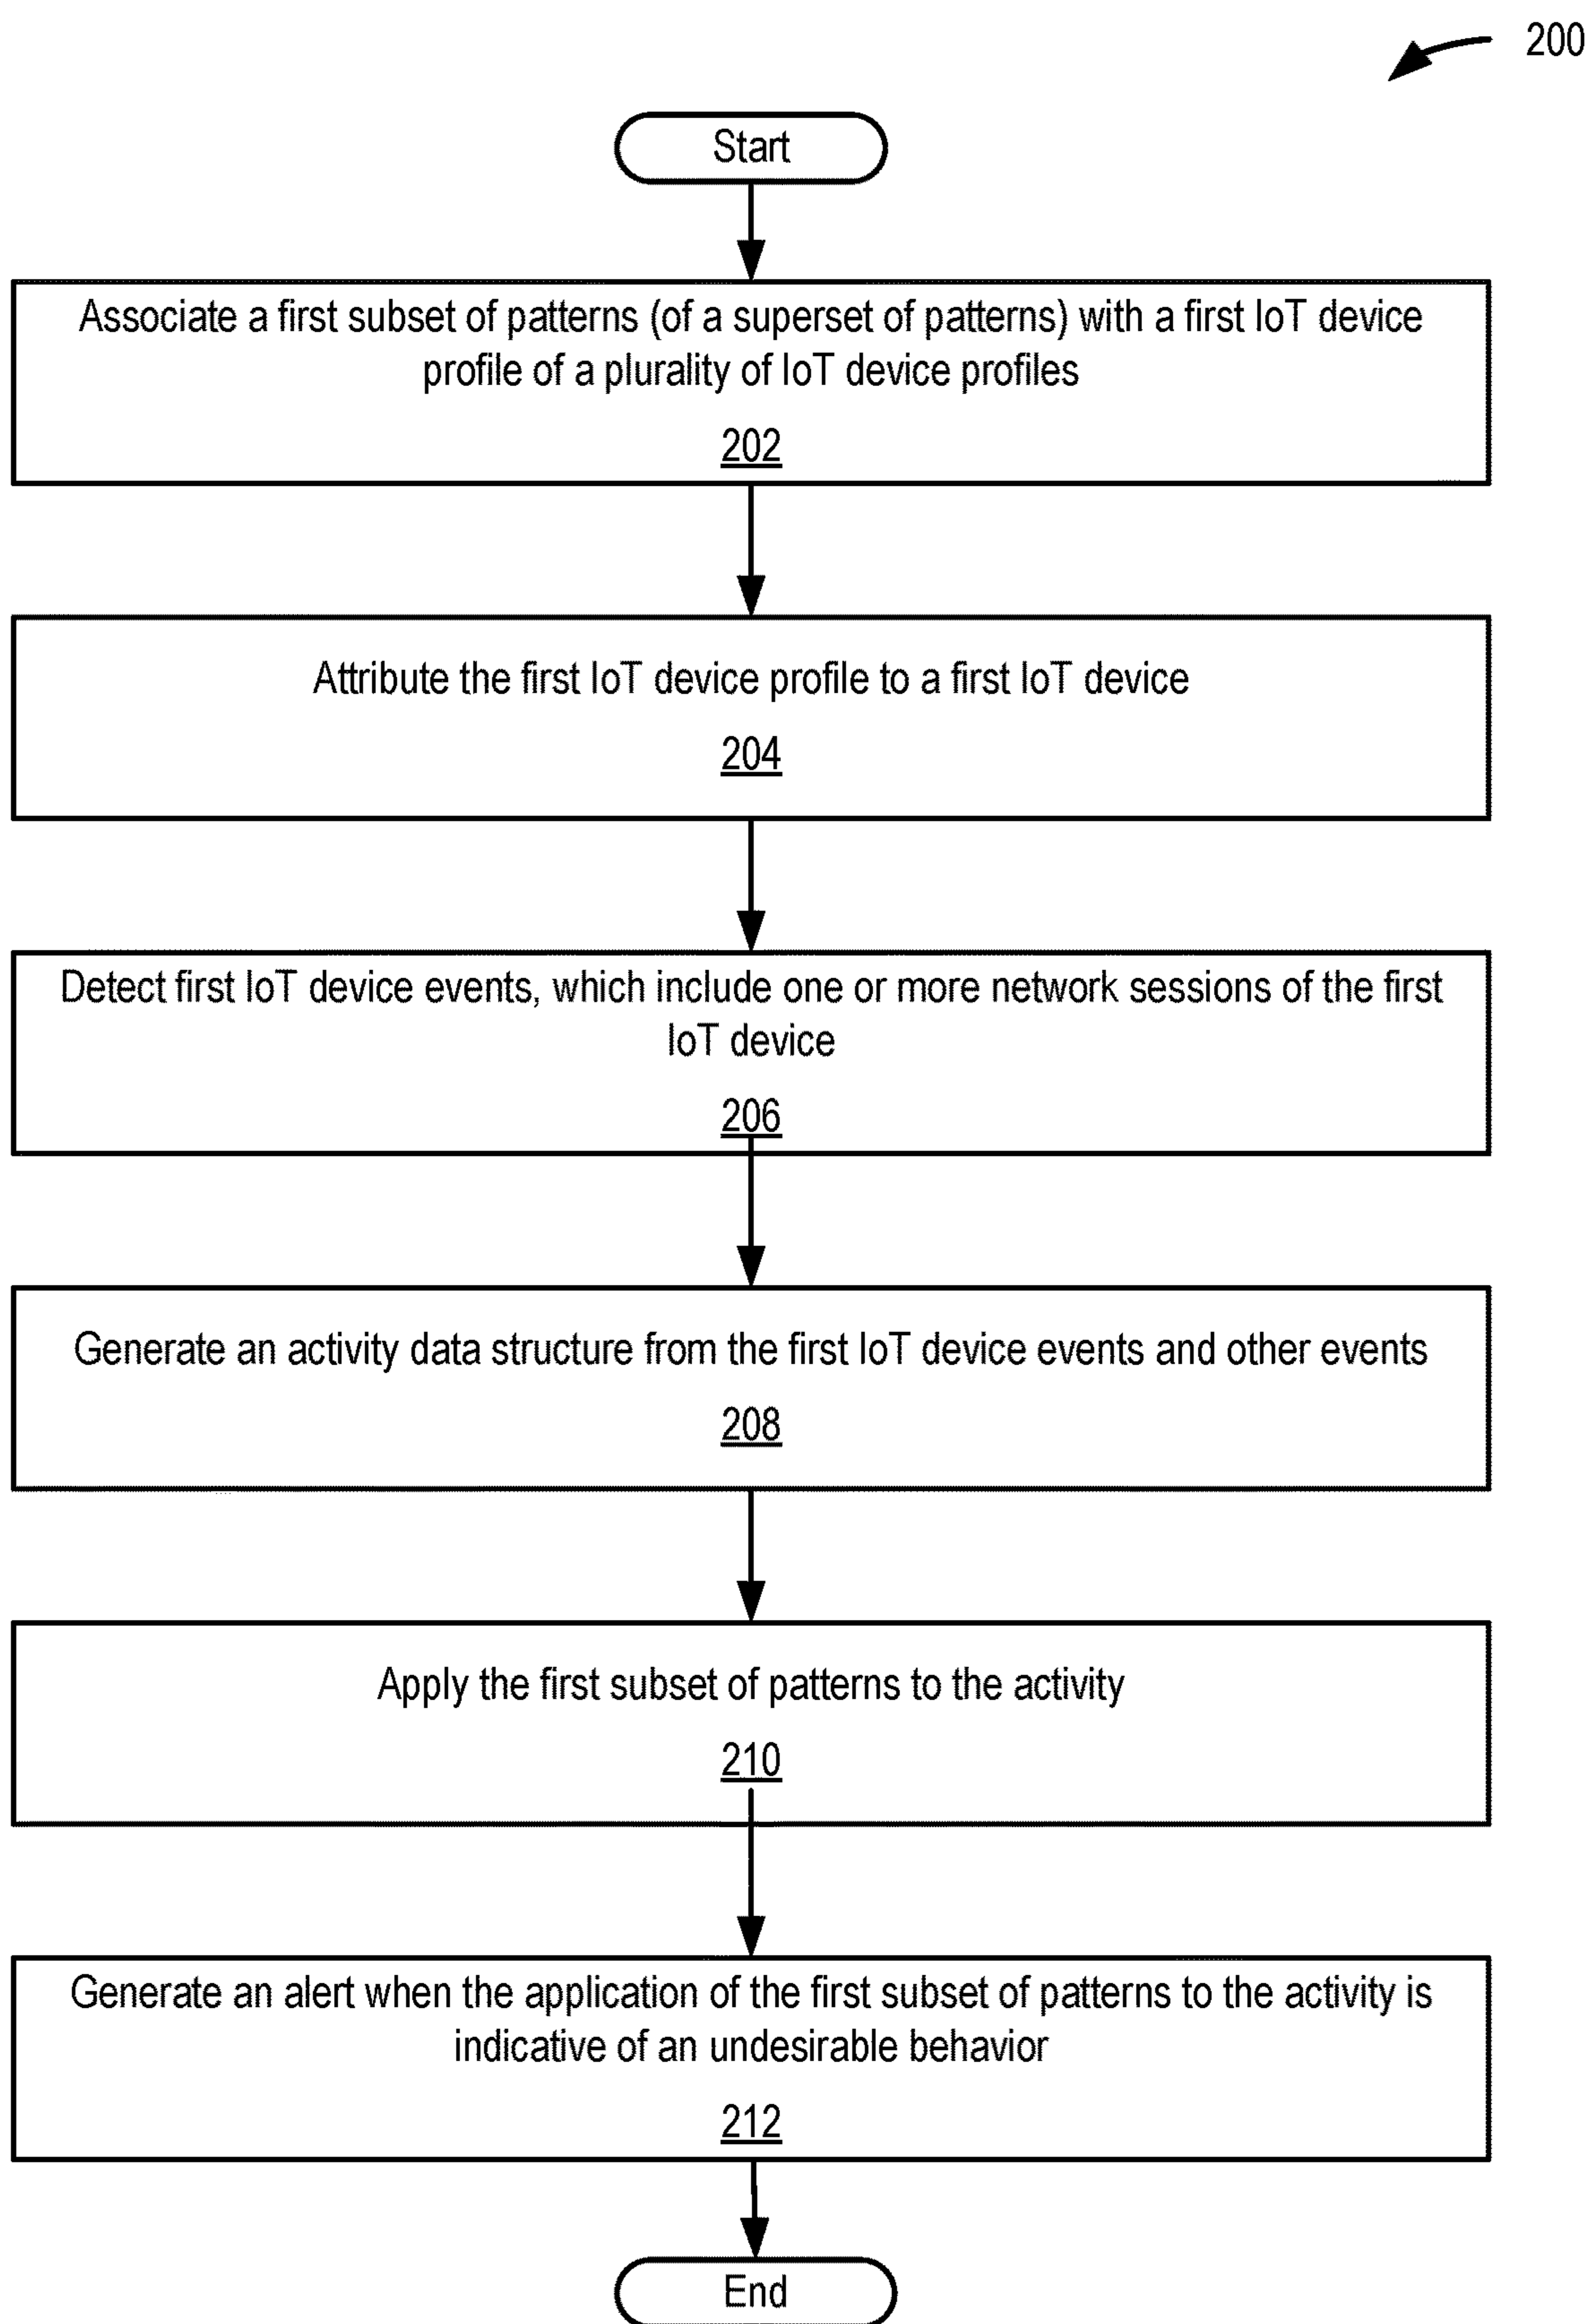 200
Start
Associate a first subset of patterns (of a superset of patterns) with a first IoT device
profile of a plurality of IoT device profiles
202
Attribute the first IoT device profile to a first IoT device
204
Detect first IoT device events, which include one or more network sessions of the first
IoT device
206
Generate an activity data structure from the first IoT device events and other events
208
Apply the first subset of patterns to the activity
210
Generate an alert when the application of the first subset of patterns to the activity is
indicative of an undesirable behavior
212
End